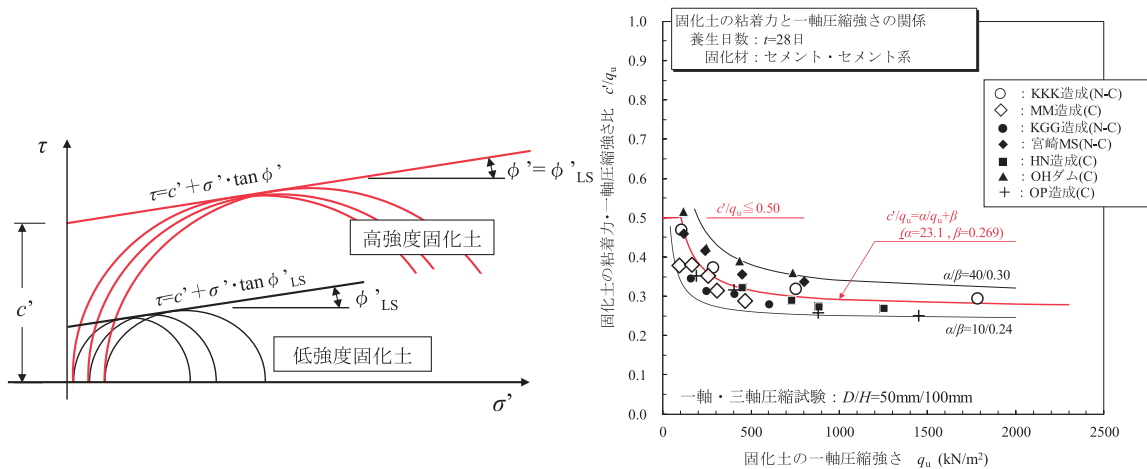 τ
τ=c'+σ'･tanϕ'
ϕ'=ϕ'LS
高強度固化土
c'
τ=c'+σ'･tanϕ'LS
ϕ'LS
低強度固化土
σ'
固化土の粘着力と一軸圧縮強さの関係
養生日数：t=28日
固化材：セメント・セメント系
：KKK造成(N-C)
：MM造成(C)
：KGG造成(N-C)
：宮崎MS(N-C)
：HN造成(C)
：OHダム(C)
：OP造成(C)
c'/qu≦0.50
c'/qu=α/qu+β
(α=23.1 , β=0.269)
α/β=40/0.30
α/β=10/0.24
一軸・三軸圧縮試験：D/H=50mm/100mm
固化土の粘着力・一軸圧縮強さ比 c'/qu
1.0
0.9
0.8
0.7
0.6
0.5
0.4
0.3
0.2
0.1
0.0
0 500 1000 1500 2000 2500
固化土の一軸圧縮強さ qu (kN/m²)